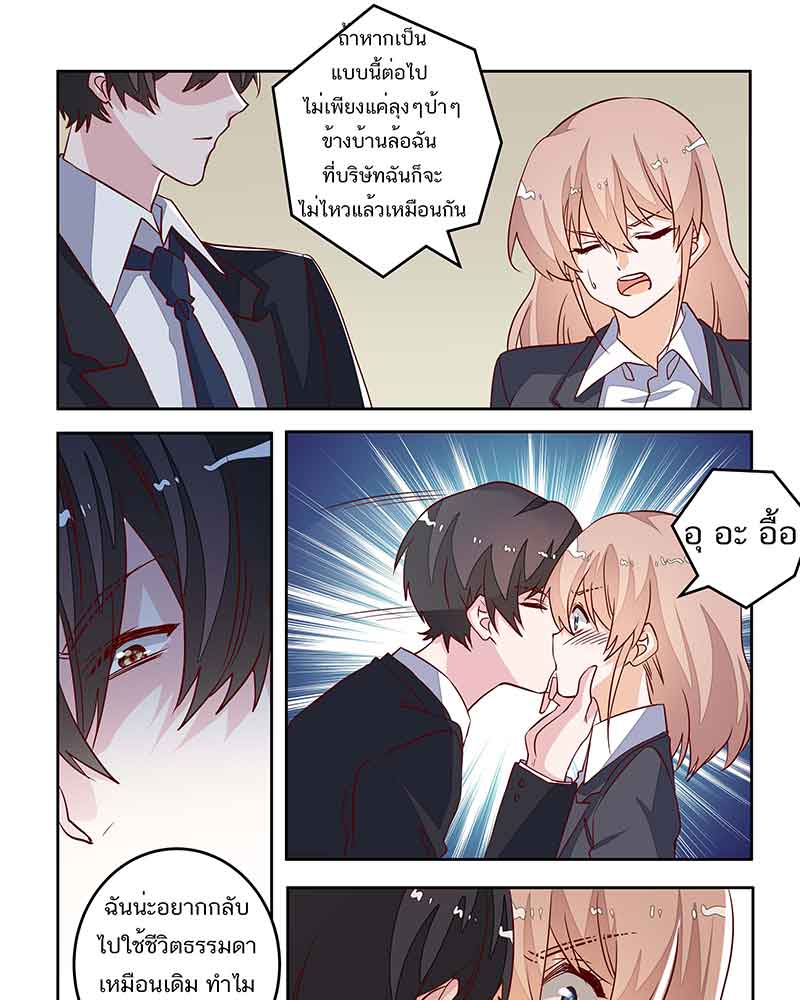 ถ้าหากเป็น
แบบนี้ต่อไป
ไม่เพียงแค่ลุงๆป้าๆ
ข้างบ้านล้อฉัน
ที่บริษัทฉันก็จะ
ไม่ไหวแล้วเหมือนกัน
อุ อะ อื้อ
ฉันน่ะอยากกลับ
ไปใช้ชีวิตธรรมดา
เหมือนเดิม ทำไม